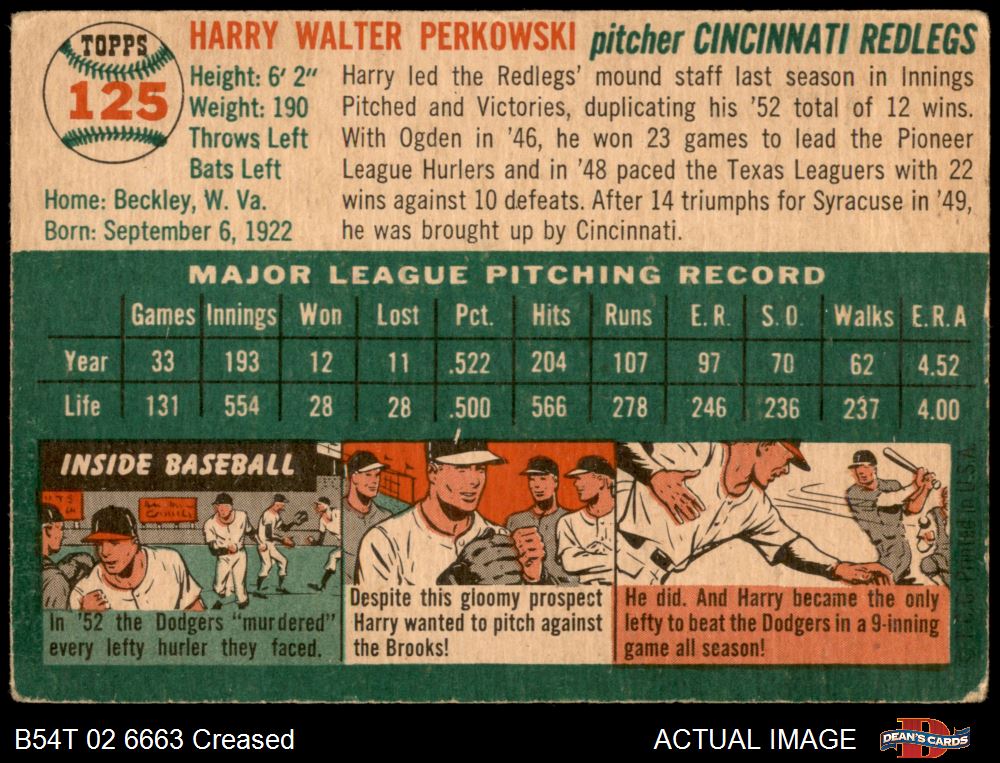 TOPPS
125
HARRY WALTER PERKOWSKI pitcher CINCINNATI REDLEGS
Height: 6' 2"
Weight: 190
Throws Left
Bats Left
Home: Beckley, W. Va.
Born: September 6, 1922
Harry led the Redlegs' mound staff last season in Innings
Pitched and Victories, duplicating his '52 total of 12 wins.
With Ogden in '46, he won 23 games to lead the Pioneer
League Hurlers and in '48 paced the Texas Leaguers with 22
wins against 10 defeats. After 14 triumphs for Syracuse in '49,
he was brought up by Cincinnati.
MAJOR LEAGUE PITCHING RECORD
Games Innings Won Lost Pct. Hits Runs E.R. S.O. Walks E.R.A
Year 33 193 12 11 .522 204 107 97 70 62 4.52
Life 131 554 28 28 .500 566 278 246 236 237 4.00
INSIDE BASEBALL
In '52 the Dodgers "murdered"
every lefty hurler they faced.
Despite this gloomy prospect
Harry wanted to pitch against
the Brooks!
He did. And Harry became the only
lefty to beat the Dodgers in a 9-inning
game all season!
T.C.G. Printed in U.S.A.
B54T 02 6663 Creased
ACTUAL IMAGE
DEAN'S CARDS